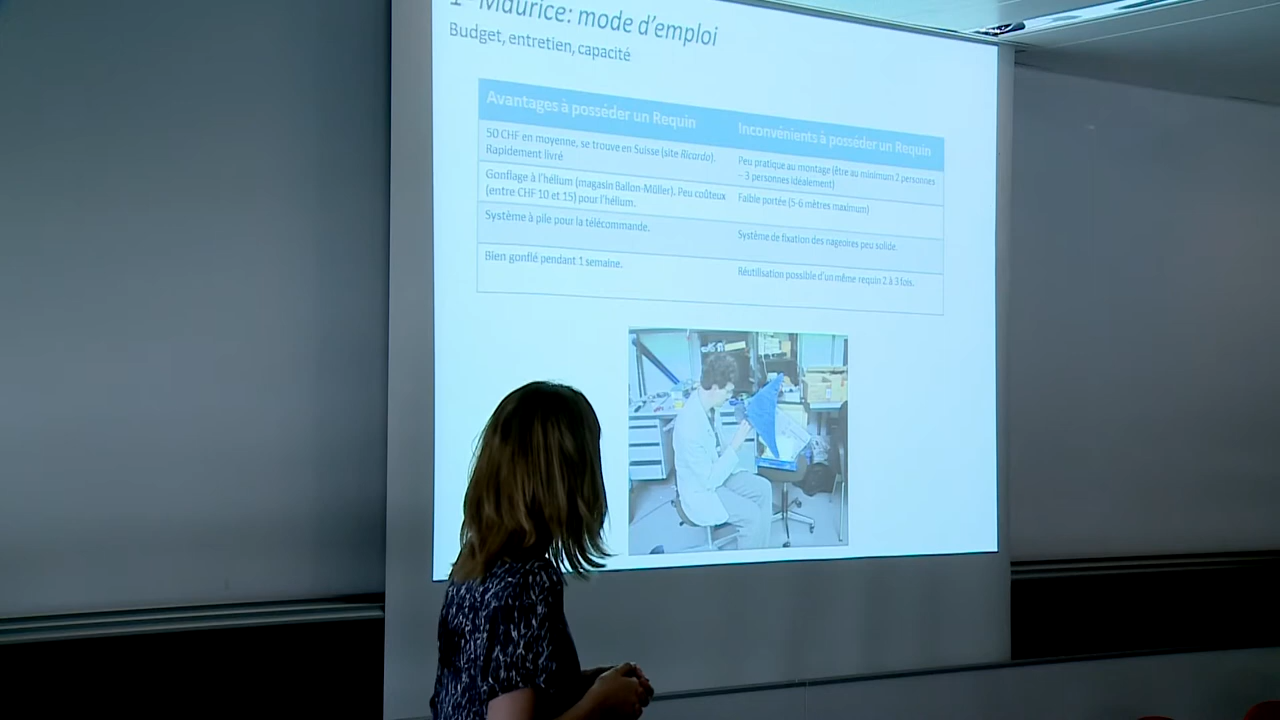 1- Maurice: mode d'emploi
Budget, entretien, capacité
Avantages à posséder un Requin
Inconvénients à posséder un Requin
50 CHF en moyenne, se trouve en Suisse (site Ricardo).
Rapidement livré
Peu pratique au montage (être au minimum 2 personnes
– 3 personnes idéalement)
Gonflage à l'hélium (magasin Ballon-Müller). Peu coûteux
(entre CHF 10 et 15) pour l'hélium.
Faible portée (5-6 mètres maximum)
Système à pile pour la télécommande.
Système de fixation des nageoires peu solide.
Bien gonflé pendant 1 semaine.
Réutilisation possible d'un même requin 2 à 3 fois.